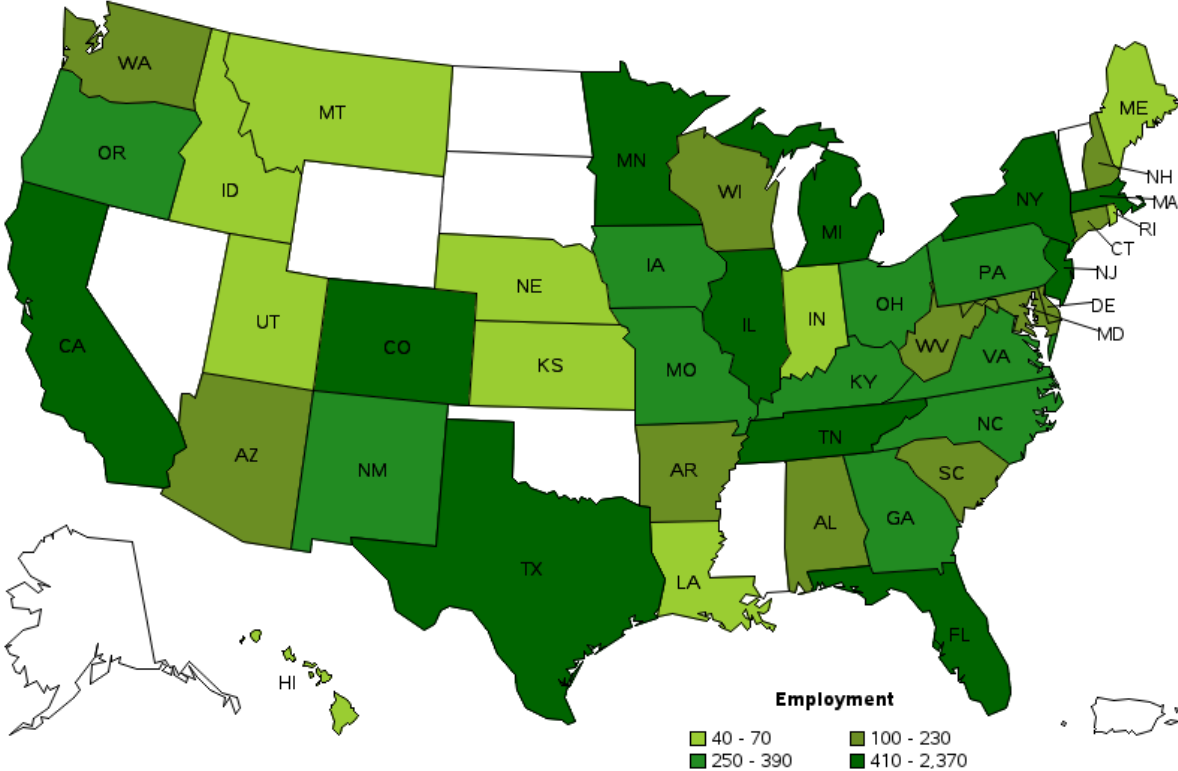 WA
MT
ME
OR
ID
MN
WI
NH
NY
MA
MI
RI
CT
IA
PA
NJ
NE
OH
DE
UT
IL
IN
MD
CA
CO
WV
VA
KS
MO
KY
NC
TN
AZ
NM
AR
SC
AL
GA
TX
LA
FL
HI
Employment
40 - 70
100 - 230
250 - 390
410 - 2,370